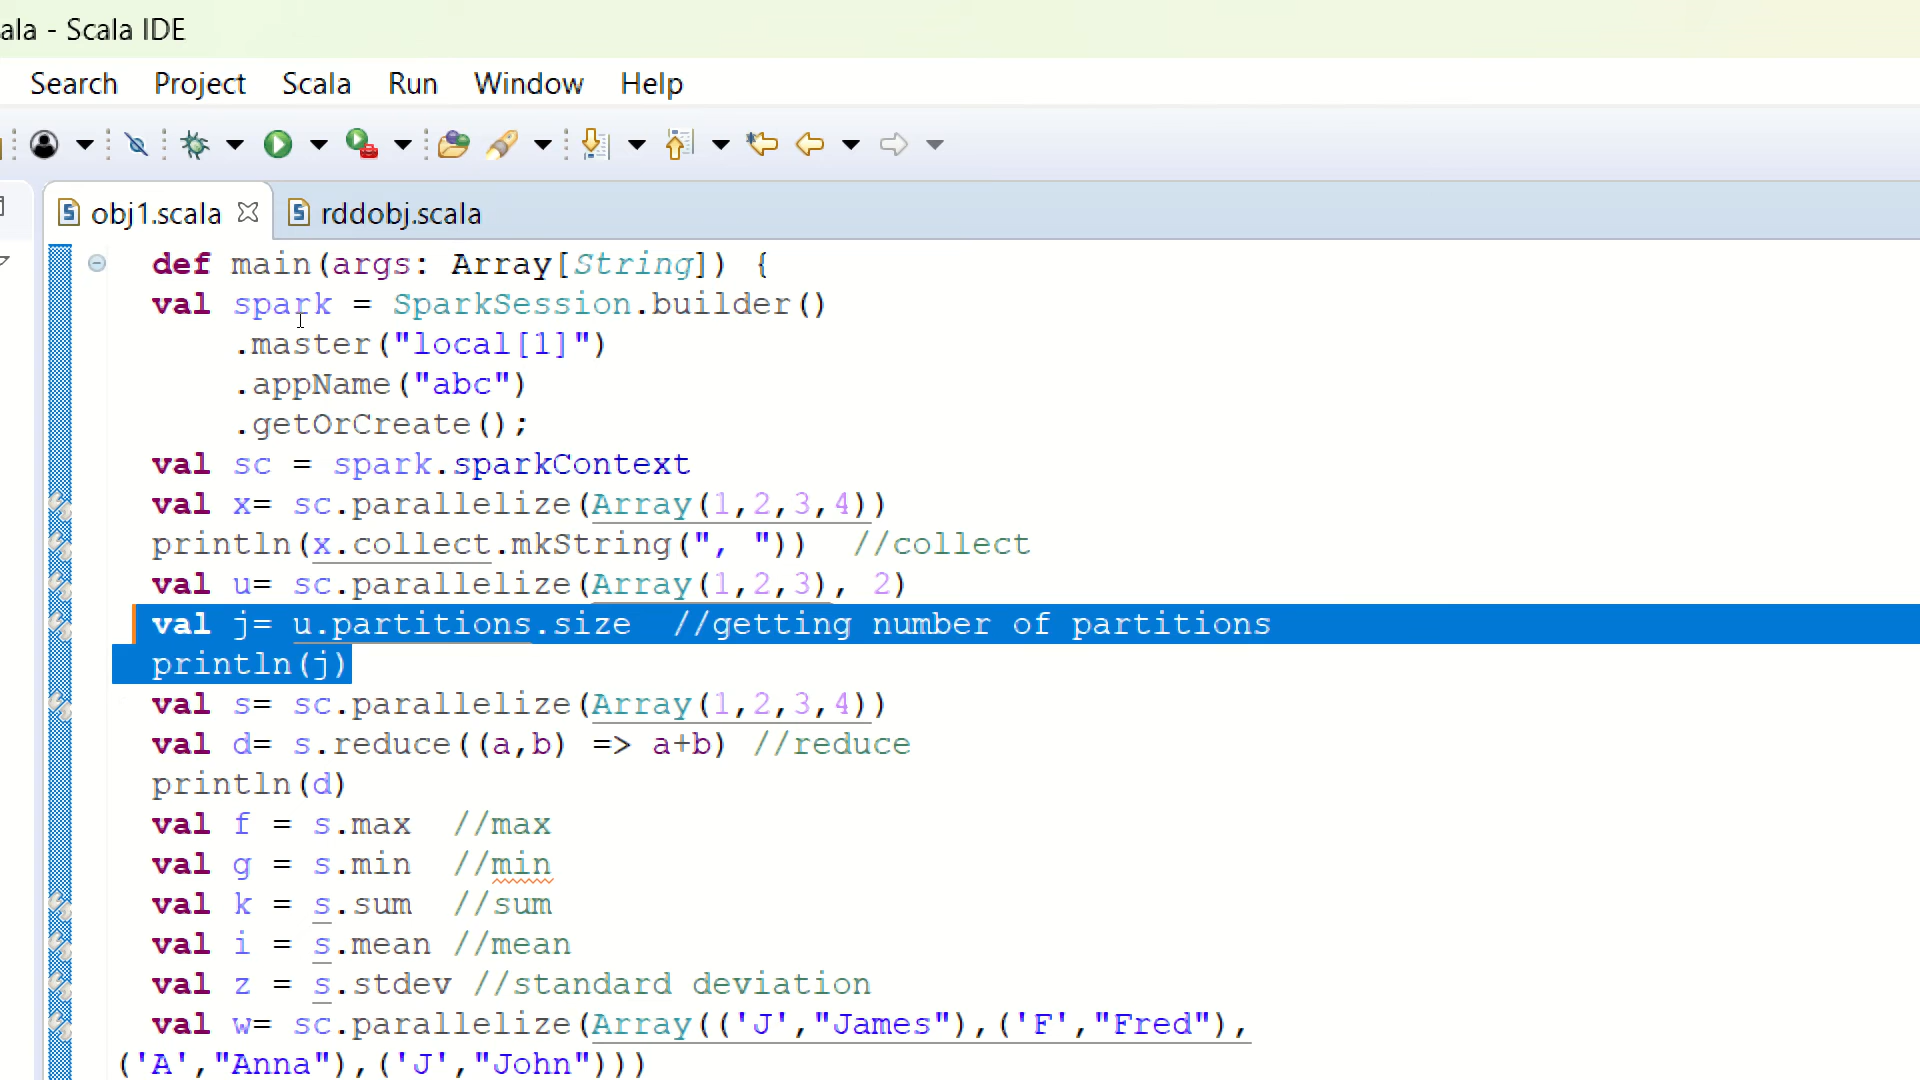 ala - Scala IDE
Search Project Scala Run Window Help
obj1.scala rddobj.scala
def main(args: Array[String]) {
val spark = SparkSession.builder()
.master("local[1]")
.appName("abc")
.getOrCreate();
val sc = spark.sparkContext
val x= sc.parallelize(Array(1,2,3,4))
println(x.collect.mkString(", ")) //collect
val u= sc.parallelize(Array(1,2,3), 2)
val j= u.partitions.size //getting number of partitions
println(j)
val s= sc.parallelize(Array(1,2,3,4))
val d= s.reduce((a,b) => a+b) //reduce
println(d)
val f = s.max //max
val g = s.min //min
val k = s.sum //sum
val i = s.mean //mean
val z = s.stdev //standard deviation
val w= sc.parallelize(Array(('J',"James"),('F',"Fred"),
('A',"Anna"),('J',"John")))